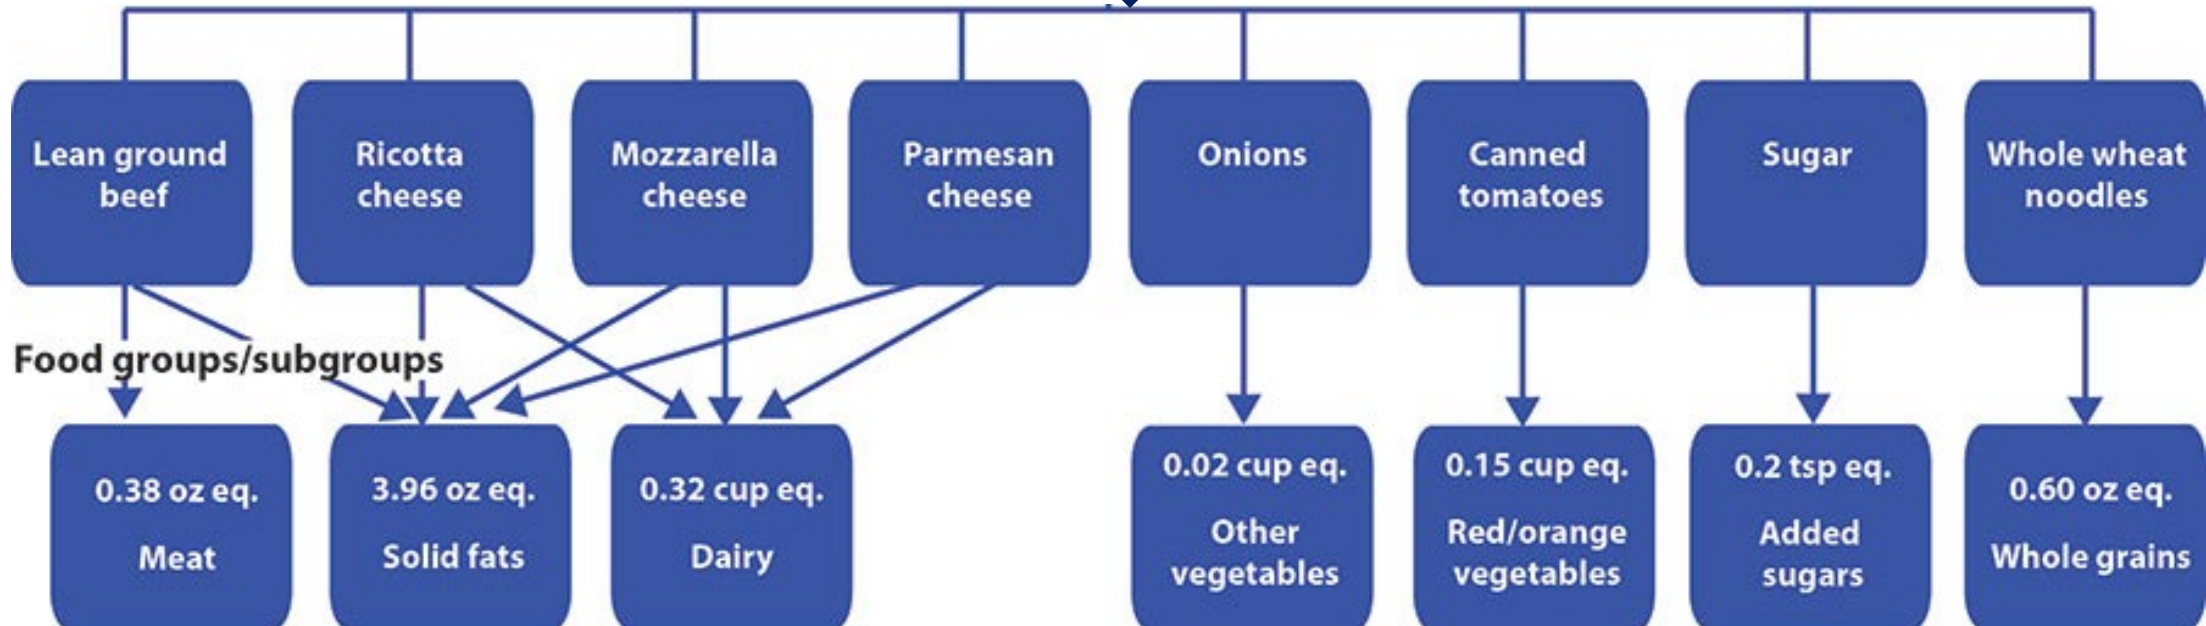 Lean ground
beef
Ricotta
cheese
Mozzarella
cheese
Parmesan
cheese
Onions
Canned
tomatoes
Sugar
Whole wheat
noodles
Food groups/subgroups
0.38 oz eq.
Meat
3.96 oz eq.
Solid fats
0.32 cup eq.
Dairy
0.02 cup eq.
Other
vegetables
0.15 cup eq.
Red/orange
vegetables
0.2 tsp eq.
Added
sugars
0.60 oz eq.
Whole grains